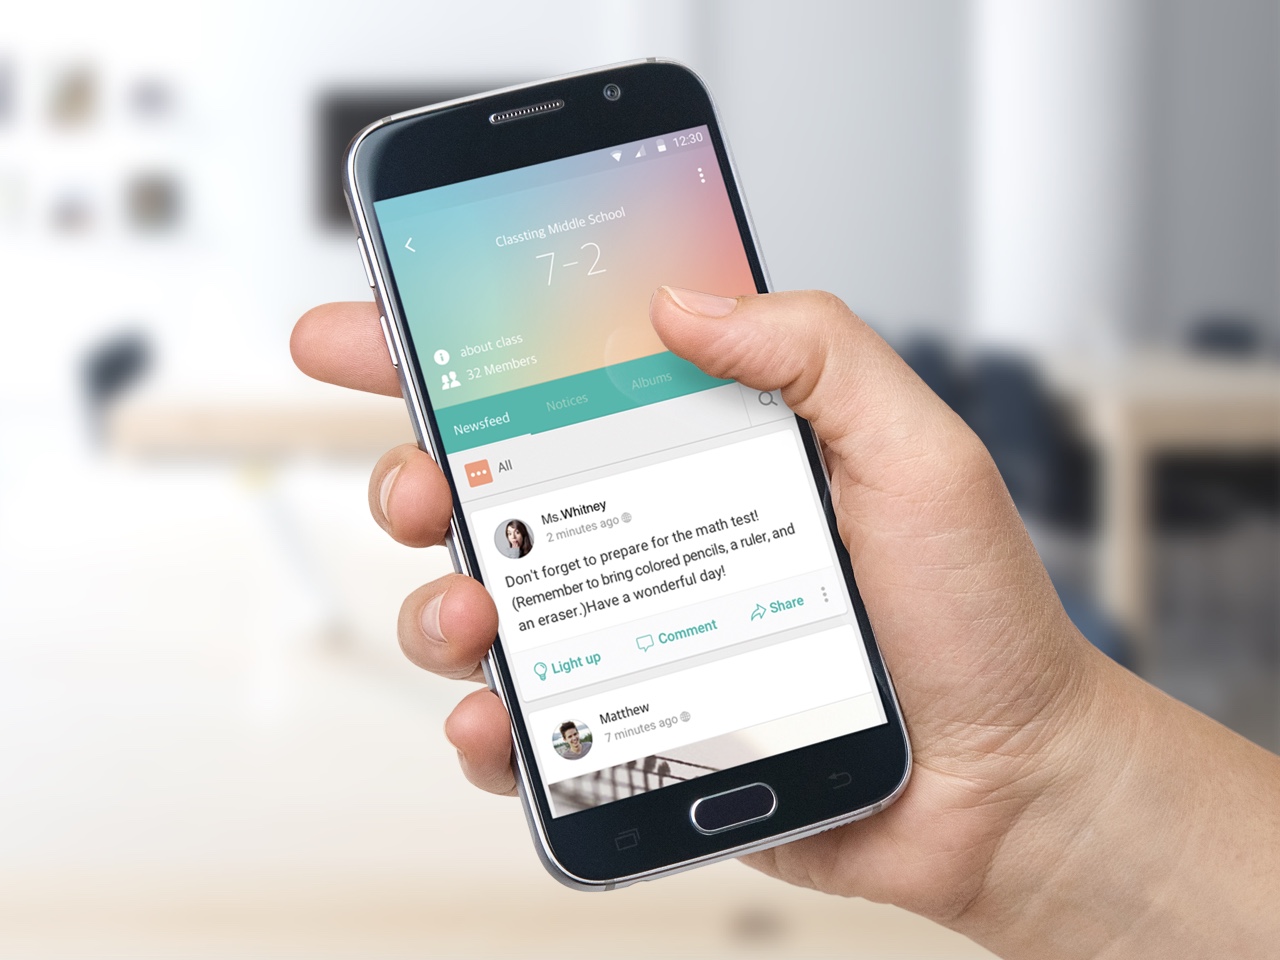 12:30
Classting Middle School
7-2
about class
32 Members
Newsfeed
Notices
Albums
All
Ms.Whitney
2 minutes ago
Don't forget to prepare for the math test!
(Remember to bring colored pencils, a ruler, and
an eraser.)Have a wonderful day!
Light up
Comment
Share
Matthew
7 minutes ago